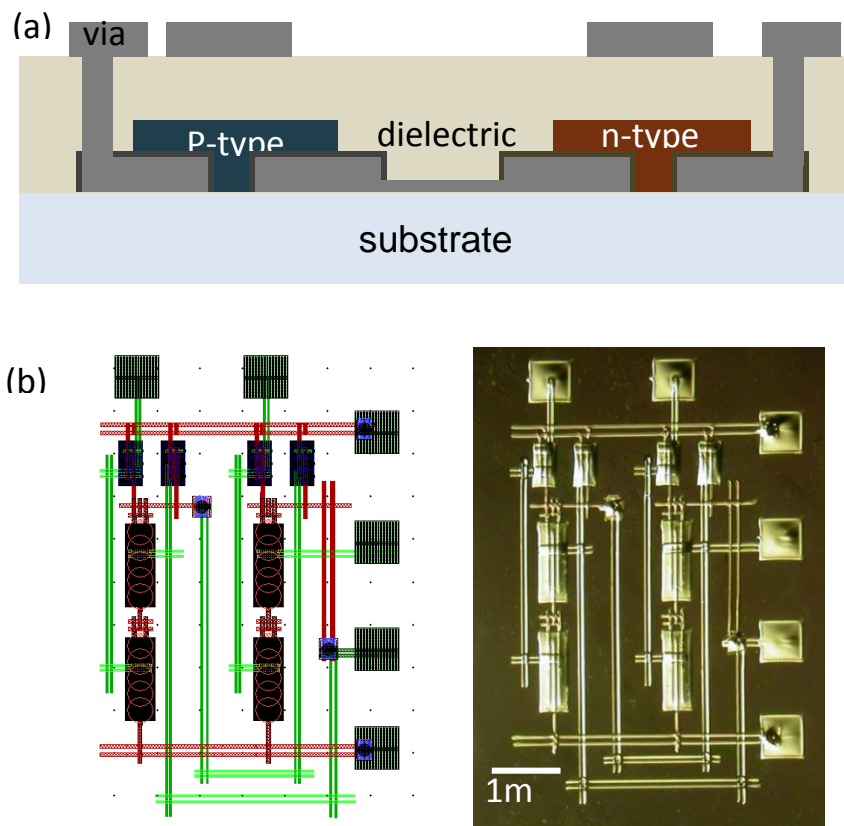 (a)
via
P-type
dielectric
n-type
substrate
(b)
1m